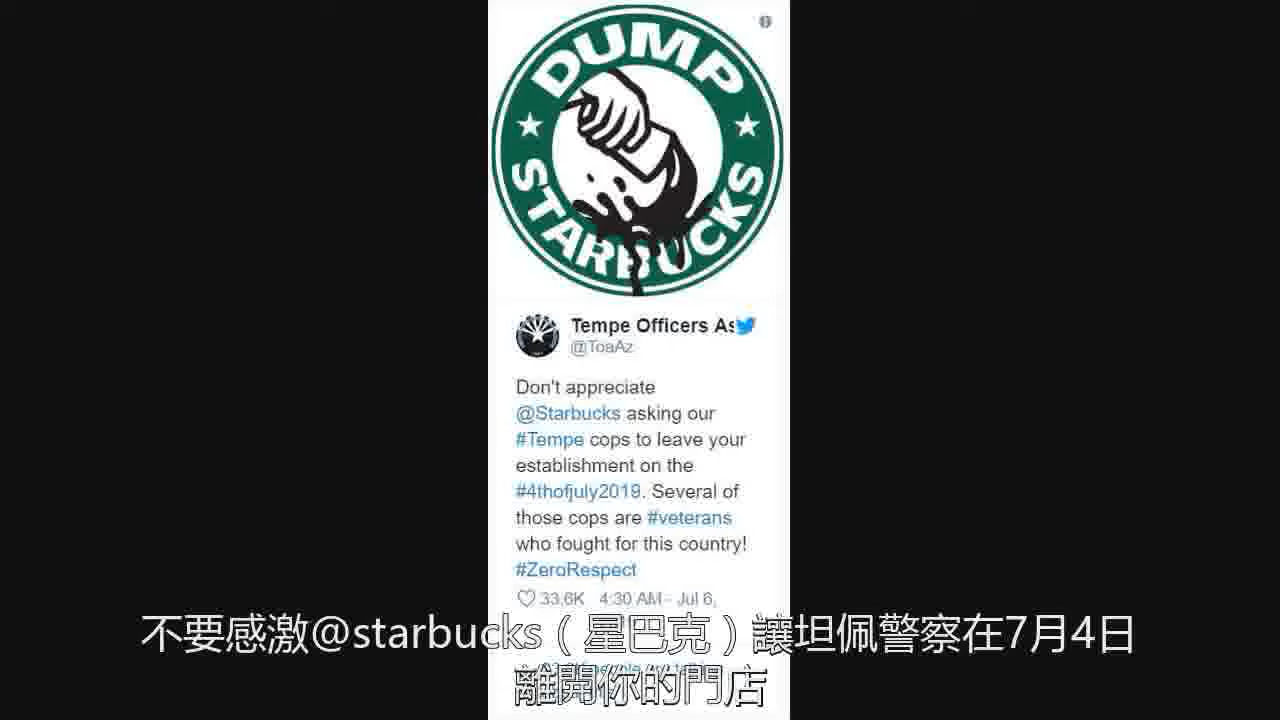 DUMP
STARBUCKS
Tempe Officers As
@ToaAz
Don't appreciate
@Starbucks asking our
#Tempe cops to leave your
establishment on the
#4thofjuly2019. Several of
those cops are #veterans
who fought for this country!
#ZeroRespect
33.6K 4:30 AM - Jul 6,
不要感激@starbucks（星巴克）讓坦佩警察在7月4日
離開你的門店